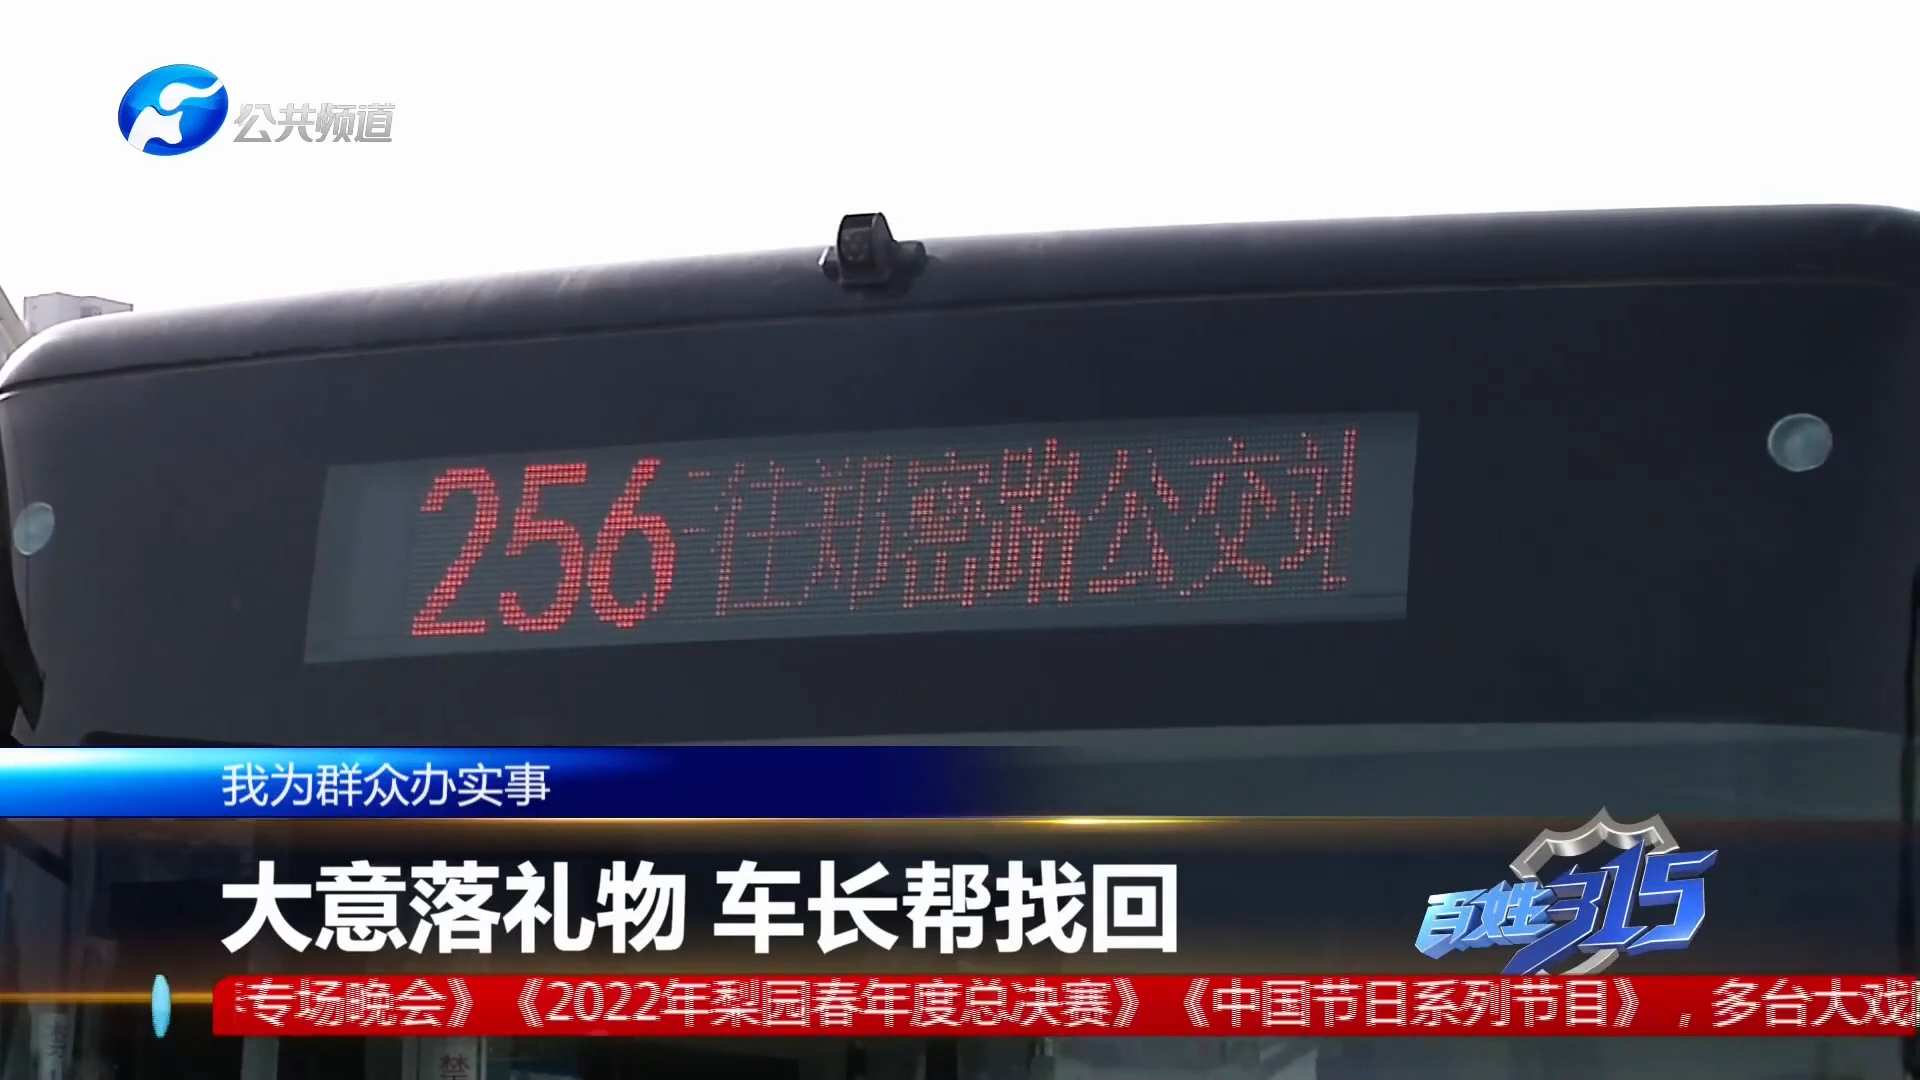 公共频道
256 开往郑密路公交站
我为群众办实事
大意落礼物 车长帮找回
百姓315
专场晚会》《2022年梨园春年度总决赛》《中国节日系列节目》，多台大戏
禁